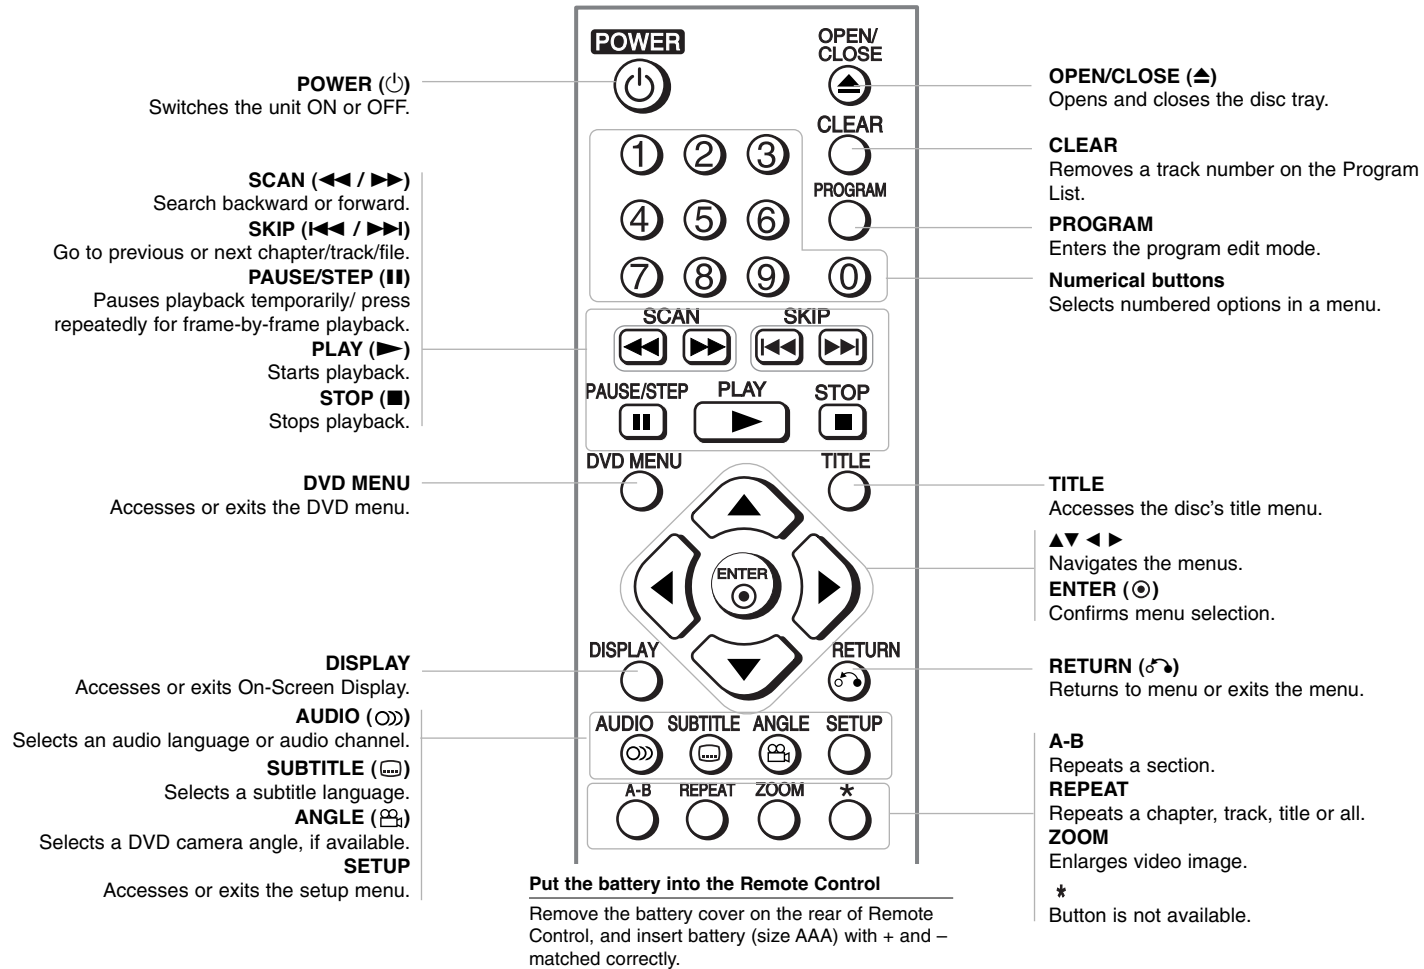 POWER (⏻)
Switches the unit ON or OFF.
SCAN (◀◀ / ▶▶)
Search backward or forward.
SKIP (I◀◀ / ▶▶I)
Go to previous or next chapter/track/file.
PAUSE/STEP (II)
Pauses playback temporarily/ press
repeatedly for frame-by-frame playback.
PLAY (▶)
Starts playback.
STOP (■)
Stops playback.
DVD MENU
Accesses or exits the DVD menu.
DISPLAY
Accesses or exits On-Screen Display.
AUDIO ( )
Selects an audio language or audio channel.
SUBTITLE ( )
Selects a subtitle language.
ANGLE ( )
Selects a DVD camera angle, if available.
SETUP
Accesses or exits the setup menu.
POWER
OPEN/
CLOSE
CLEAR
1 2 3
PROGRAM
4 5 6
7 8 9 0
SCAN SKIP
PAUSE/STEP PLAY STOP
DVD MENU TITLE
ENTER
DISPLAY RETURN
AUDIO SUBTITLE ANGLE SETUP
A-B REPEAT ZOOM *
Put the battery into the Remote Control
Remove the battery cover on the rear of Remote
Control, and insert battery (size AAA) with + and –
matched correctly.
OPEN/CLOSE (⏏)
Opens and closes the disc tray.
CLEAR
Removes a track number on the Program
List.
PROGRAM
Enters the program edit mode.
Numerical buttons
Selects numbered options in a menu.
TITLE
Accesses the disc's title menu.
▲▼ ◀ ▶
Navigates the menus.
ENTER (◉)
Confirms menu selection.
RETURN ( )
Returns to menu or exits the menu.
A-B
Repeats a section.
REPEAT
Repeats a chapter, track, title or all.
ZOOM
Enlarges video image.
*
Button is not available.